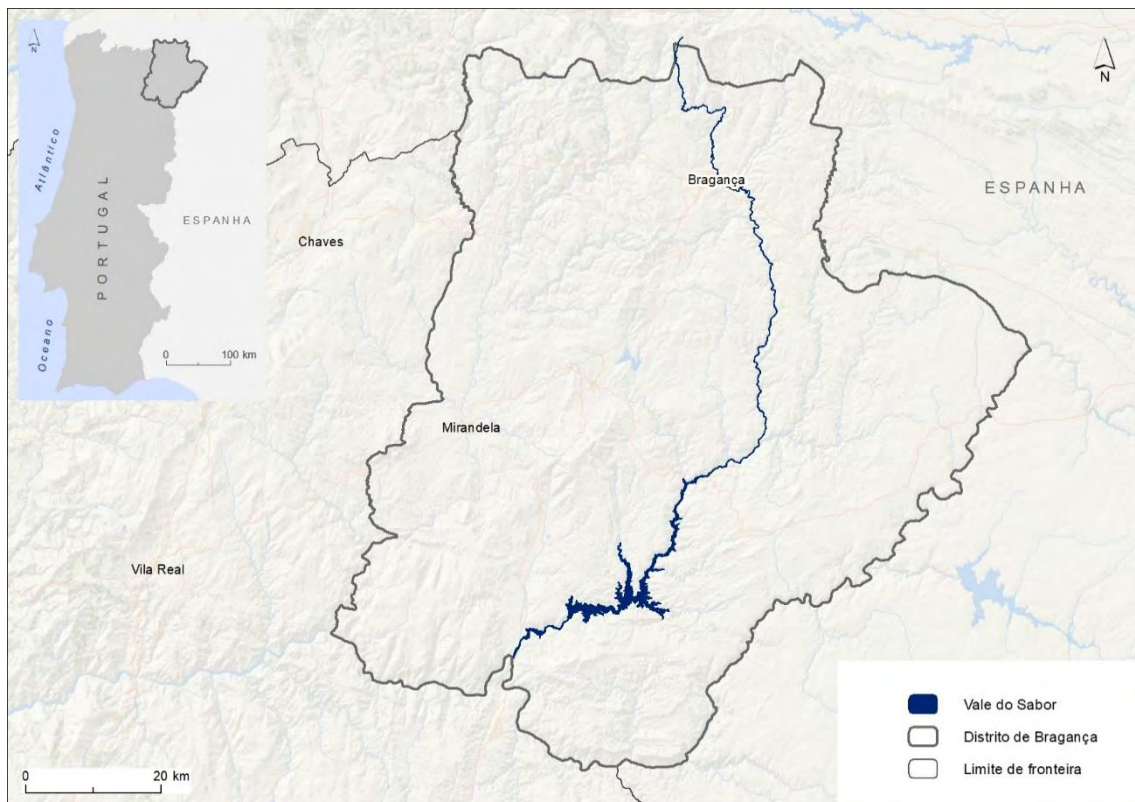 N
Atlântico
PORTUGAL
ESPANHA
Oceano
0 100 km
N
Bragança
ESPANHA
Chaves
Mirandela
Vila Real
Vale do Sabor
Distrito de Bragança
Limite de fronteira
0 20 km